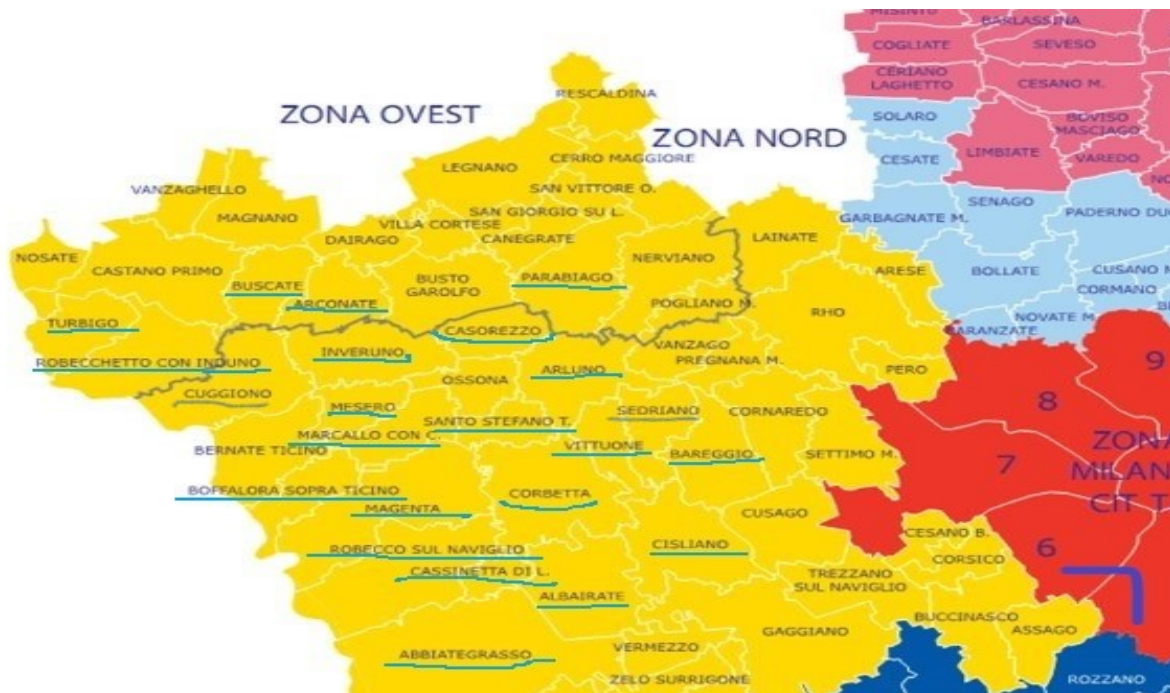 MISINTO
BARLASSINA
COGLIATE
SEVESO
CERIANO
LAGHETTO
CESANO M.
RESCALDINA
ZONA OVEST
SOLARO
BOVISO
MASCIAGO
ZONA NORD
LIMBIATE
VAREDO
CERRO MAGGIORE
LEGNANO
CESATE
NO
VANZAGHELLO
SAN VITTORE O.
SENAGO
MAGNANO
SAN GIORGIO SU L.
GARBAGNATE M.
PADERNO DU
VILLA CORTESE
DAIRAGO
CANEGRATE
LAINATE
NOSATE
NERVIANO
CASTANO PRIMO
ARESE
BOLLATE
CUSANO M
BUSTO
GAROLFO
PARABIAGO
BUSCATE
CORMANO
ARCONATE
POGLIANO M.
BR
RHO
NOVATE M.
TURBIGO
CASOREZZO
ARANZATE
VANZAGO
INVERUNO
PREGNANA M.
9
ROBECCHETTO CON INDUNO
ARLUNO
PERO
OSSONA
CUGGIONO
8
MESERO
SEDRIANO
CORNAREDO
SANTO STEFANO T.
MARCALLO CON C.
VITTUONE
ZONA
MILAN
CIT T
BERNATE TICINO
BAREGGIO
SETTIMO M.
7
BOFFALORA SOPRA TICINO
CORBETTA
MAGENTA
CUSAGO
CESANO B.
ROBECCO SUL NAVIGLIO
CISLIANO
6
CORSICO
CASSINETTA DI L.
TREZZANO
SUL NAVIGLIO
ALBAIRATE
BUCCINASCO
GAGGIANO
ASSAGO
VERMEZZO
ABBIATEGRASSO
ZELO SURRIGONE
ROZZANO